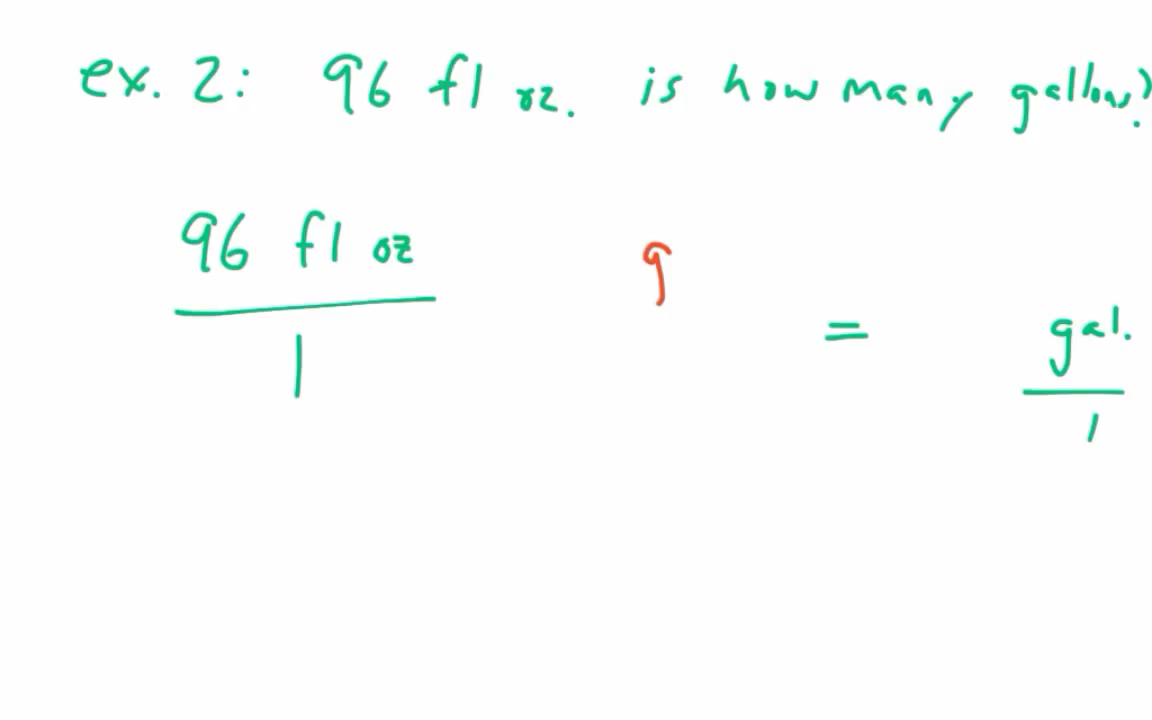 ex. 2: 96 fl oz. is how many gallons?
96 fl oz
g
= gal.
1
1